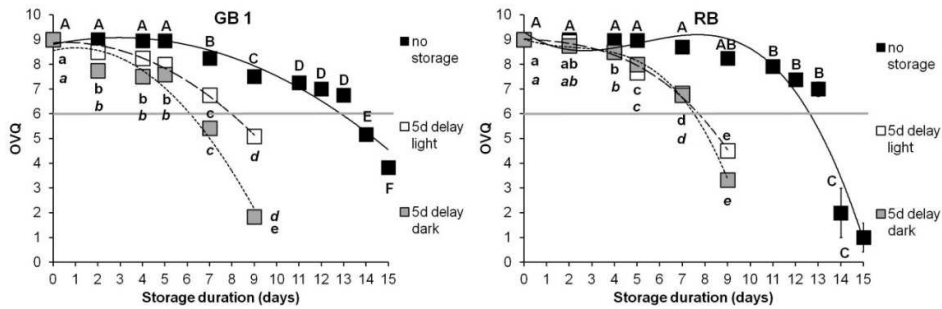 GB 1
10
9
8
7
6
5
4
3
2
1
0
OVQ
A A A A B C D D D E F
a b b b c d e
a b b b c d
0 1 2 3 4 5 6 7 8 9 10 11 12 13 14 15
Storage duration (days)
no
storage
5d delay
light
5d delay
dark
RB
10
9
8
7
6
5
4
3
2
1
0
OVQ
A A A A A AB B B B C C
a ab b c d e
a ab b c d e
0 1 2 3 4 5 6 7 8 9 10 11 12 13 14 15
Storage duration (days)
no
storage
5d delay
light
5d delay
dark